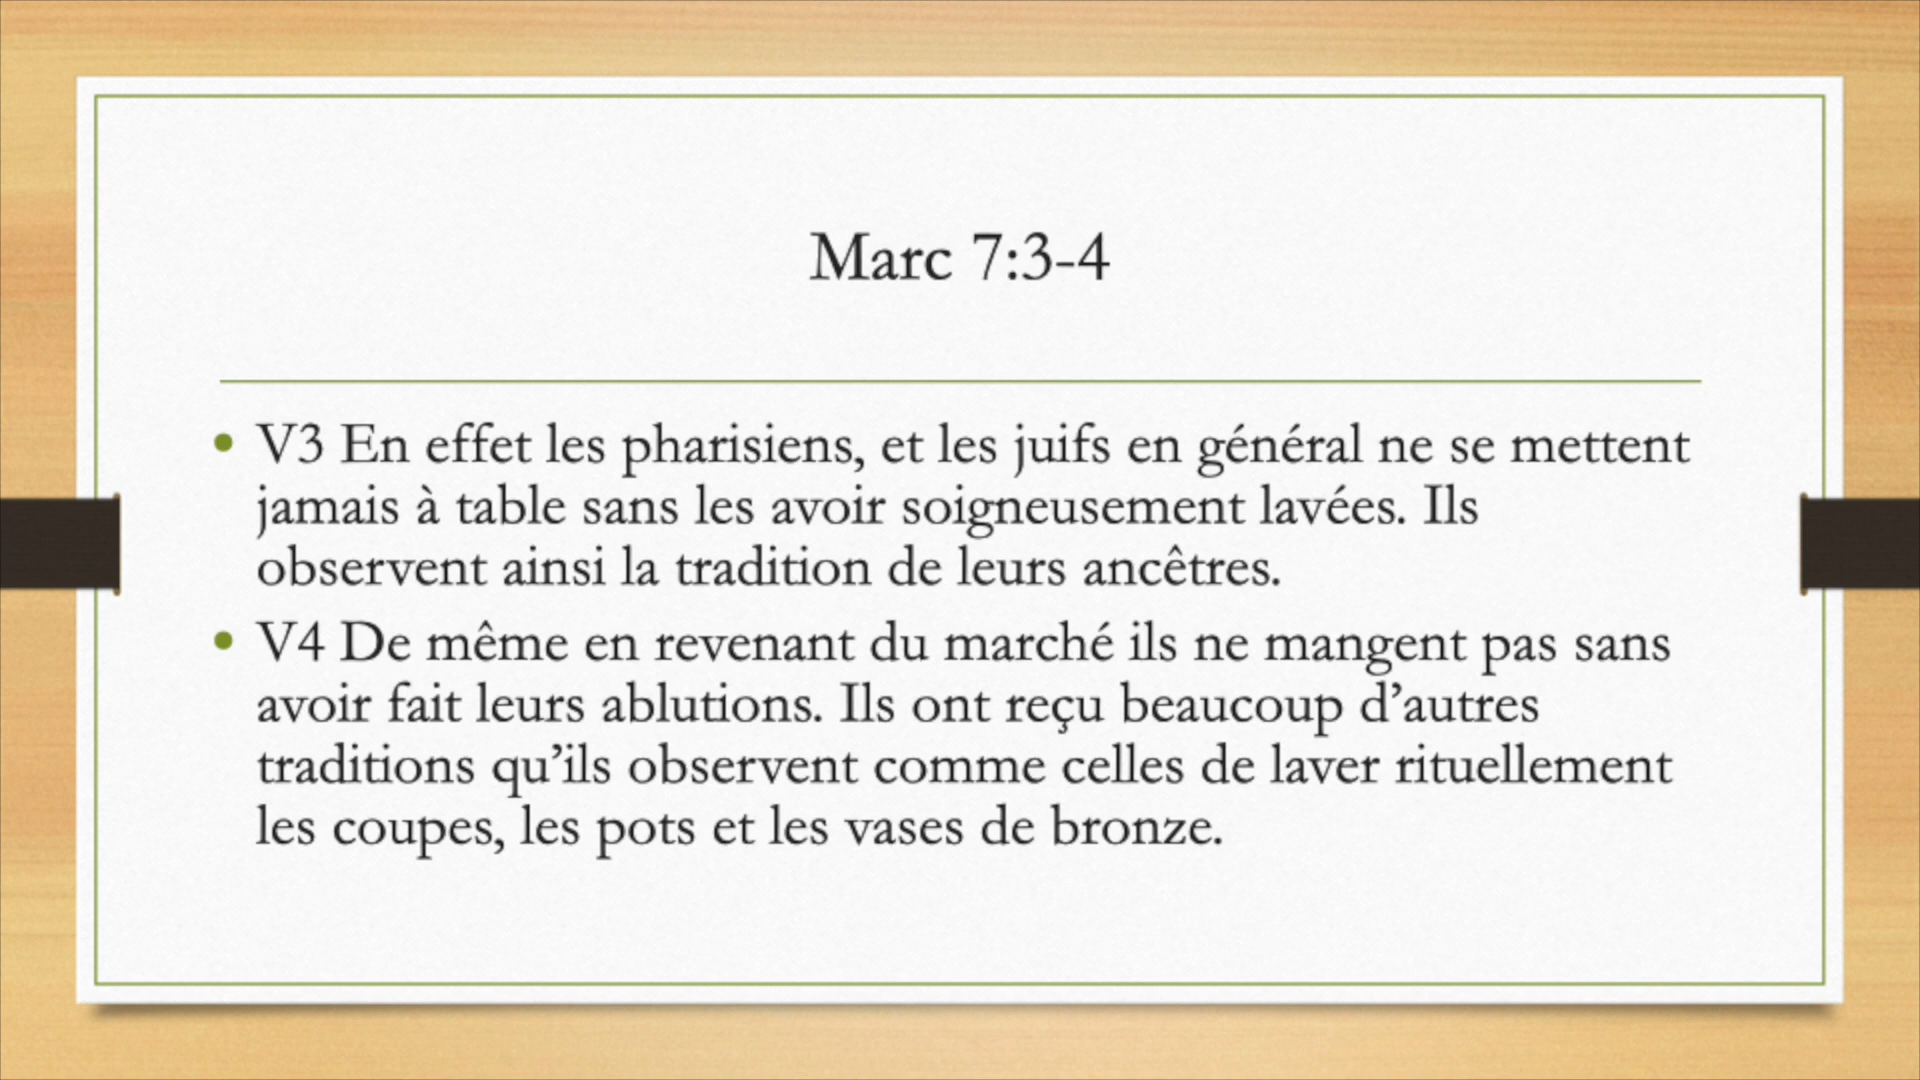 Marc 7:3-4
• V3 En effet les pharisiens, et les juifs en général ne se mettent
jamais à table sans les avoir soigneusement lavées. Ils
observent ainsi la tradition de leurs ancêtres.
• V4 De même en revenant du marché ils ne mangent pas sans
avoir fait leurs ablutions. Ils ont reçu beaucoup d’autres
traditions qu’ils observent comme celles de laver rituellement
les coupes, les pots et les vases de bronze.